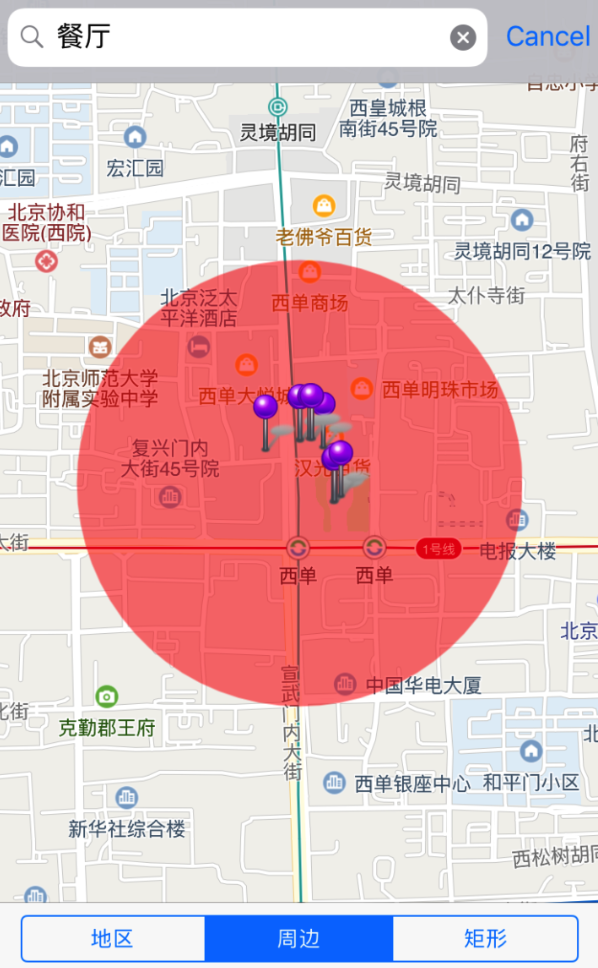 餐厅
Cancel
自忠小学
西皇城根
南街45号院
灵境胡同
府右街
宏汇园
汇园
灵境胡同
北京协和
医院(西院)
老佛爷百货
灵境胡同12号院
政府
北京泛太
平洋酒店
西单商场
太仆寺街
北京师范大学
附属实验中学
西单大悦城
西单明珠市场
复兴门内
大街45号院
汉光百货
大街
1号线
电报大楼
西单
西单
北京
宣武门内大街
中国华电大厦
北街
克勤郡王府
北
西单银座中心
和平门小区
新华社综合楼
西松树胡同
地区
周边
矩形